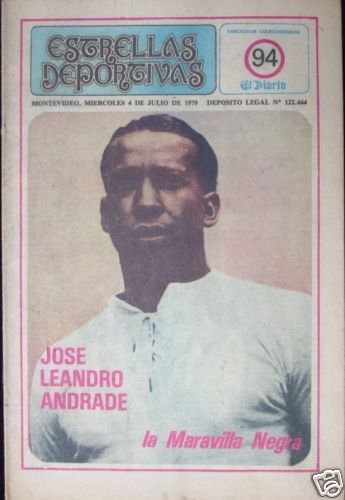 ESTRELLAS
DEPORTIVAS
FASCICULOS COLECCIONABLES
94
El Diario
MONTEVIDEO, MIERCOLES 4 DE JULIO DE 1979 DEPOSITO LEGAL Nº 122.444
JOSE
LEANDRO
ANDRADE
la Maravilla Negra